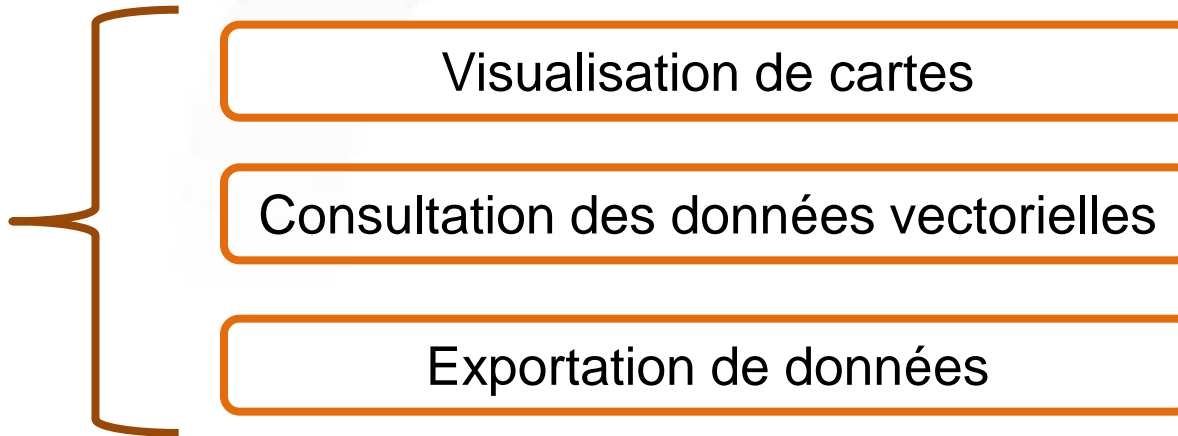 Visualisation de cartes
Consultation des données vectorielles
Exportation de données